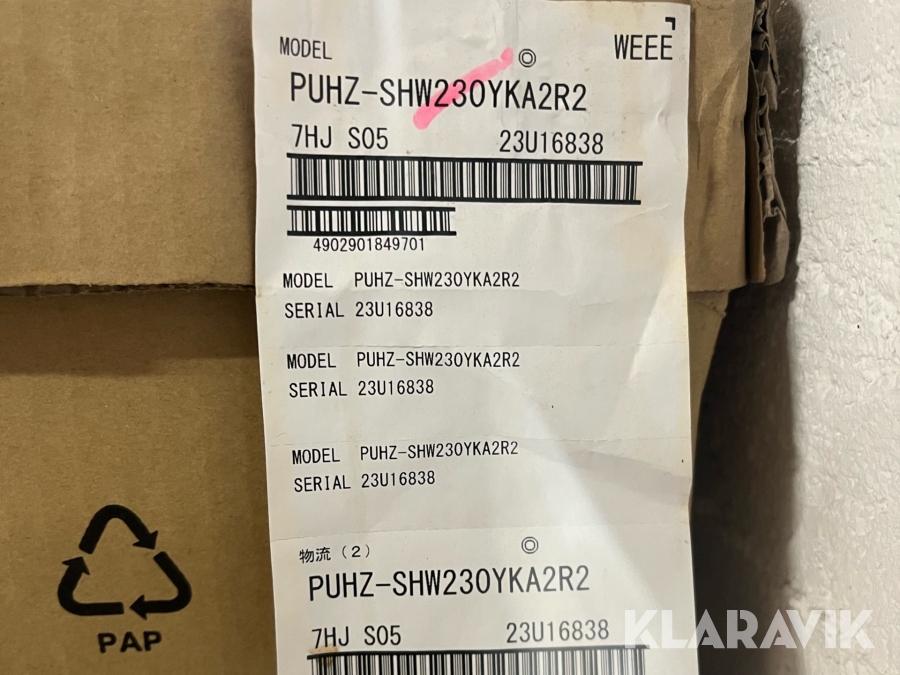 MODEL ◎ WEEE
PUHZ-SHW230YKA2R2
7HJ S05 23U16838
4902901849701
MODEL PUHZ-SHW230YKA2R2
SERIAL 23U16838
MODEL PUHZ-SHW230YKA2R2
SERIAL 23U16838
MODEL PUHZ-SHW230YKA2R2
SERIAL 23U16838
物流(2) ◎
PUHZ-SHW230YKA2R2
7HJ S05 23U16838
PAP
KLARAVIK